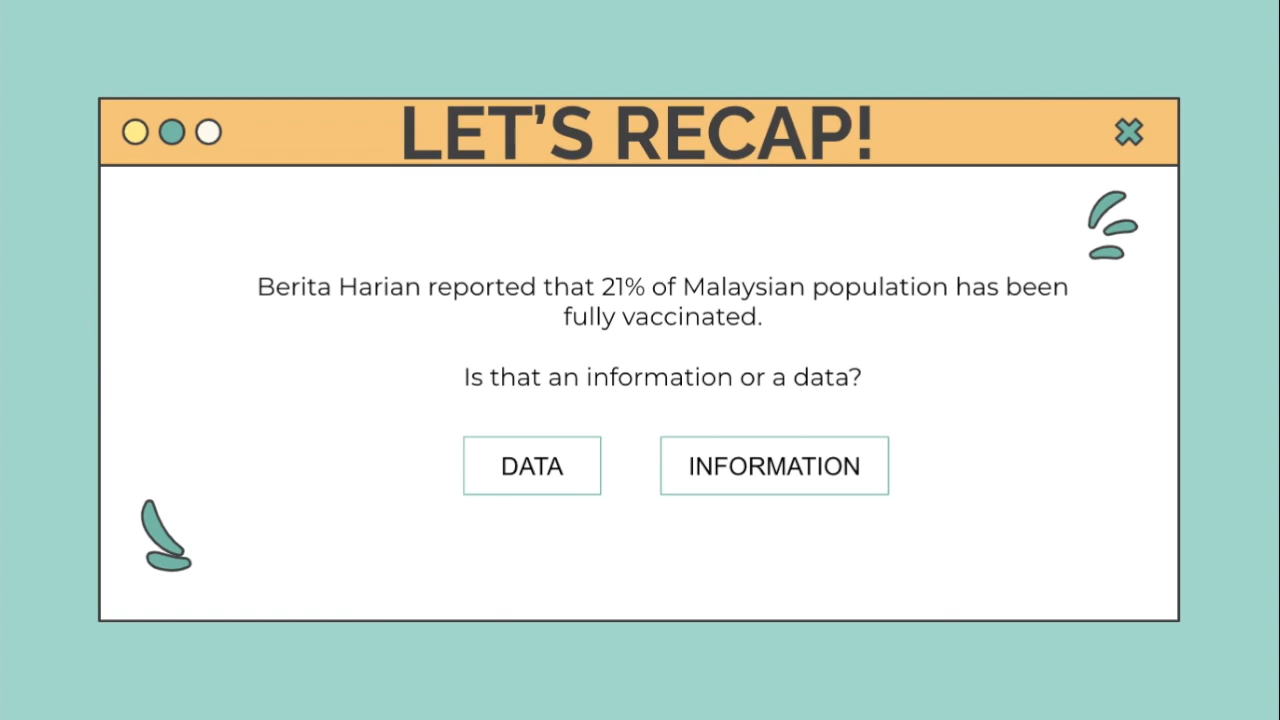 LET'S RECAP!
Berita Harian reported that 21% of Malaysian population has been
fully vaccinated.
Is that an information or a data?
DATA
INFORMATION